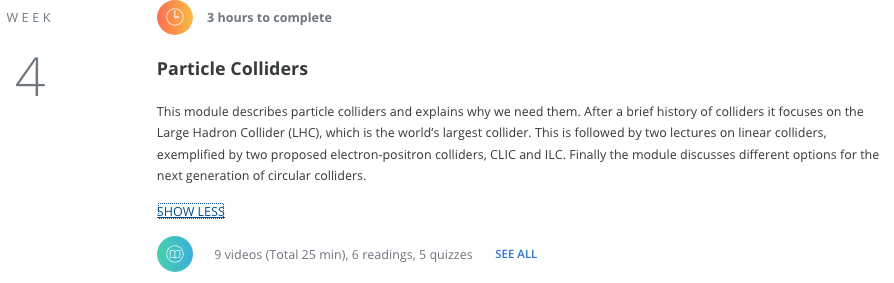 WEEK
4
3 hours to complete
Particle Colliders
This module describes particle colliders and explains why we need them. After a brief history of colliders it focuses on the
Large Hadron Collider (LHC), which is the world’s largest collider. This is followed by two lectures on linear colliders,
exemplified by two proposed electron-positron colliders, CLIC and ILC. Finally the module discusses different options for the
next generation of circular colliders.
SHOW LESS
9 videos (Total 25 min), 6 readings, 5 quizzes SEE ALL